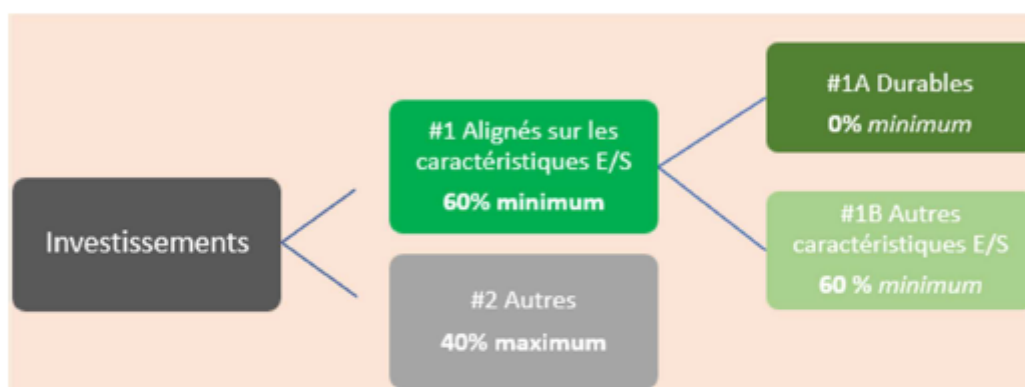 Investissements
#1 Alignés sur les
caractéristiques E/S
60% minimum
#2 Autres
40% maximum
#1A Durables
0% minimum
#1B Autres
caractéristiques E/S
60 % minimum